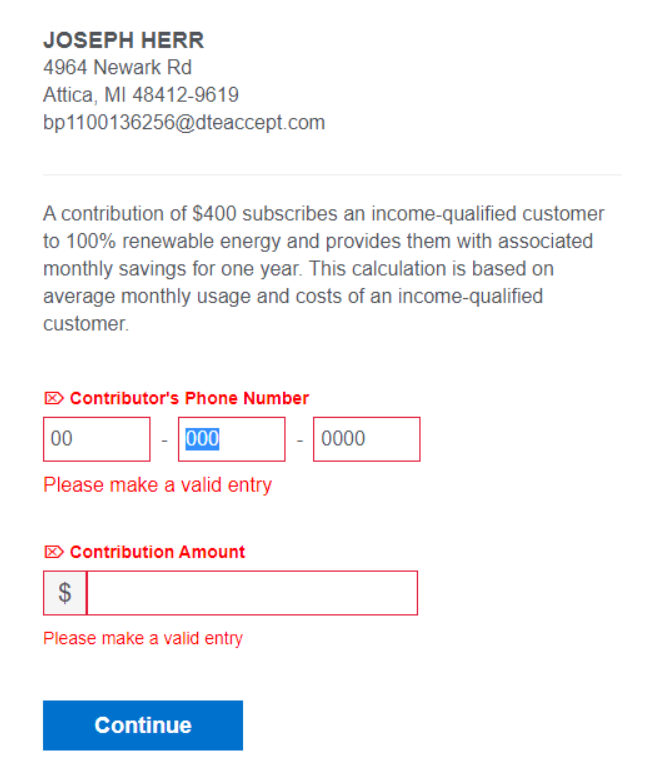 JOSEPH HERR
4964 Newark Rd
Attica, MI 48412-9619
bp1100136256@dteaccept.com
A contribution of $400 subscribes an income-qualified customer
to 100% renewable energy and provides them with associated
monthly savings for one year. This calculation is based on
average monthly usage and costs of an income-qualified
customer.
⌦ Contributor's Phone Number
00 - 000 - 0000
Please make a valid entry
⌦ Contribution Amount
$
Please make a valid entry
Continue